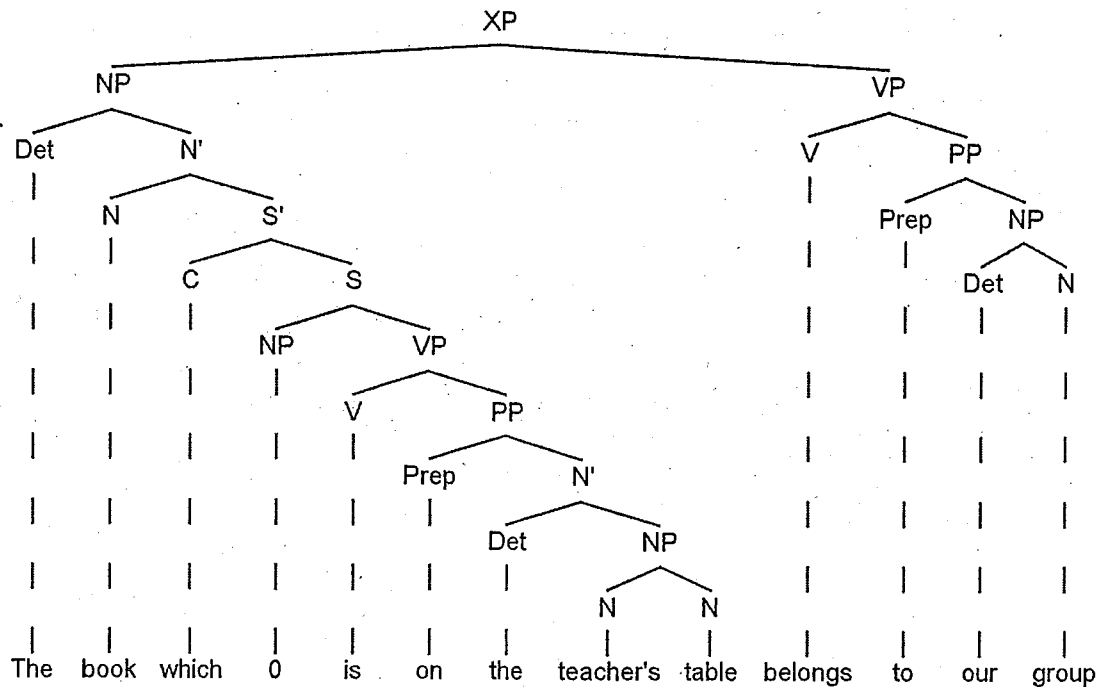 XP
NP VP
Det N' V PP
N S' Prep NP
C S Det N
NP VP
V PP
Prep N'
Det NP
N N
The book which 0 is on the teacher's table belongs to our group